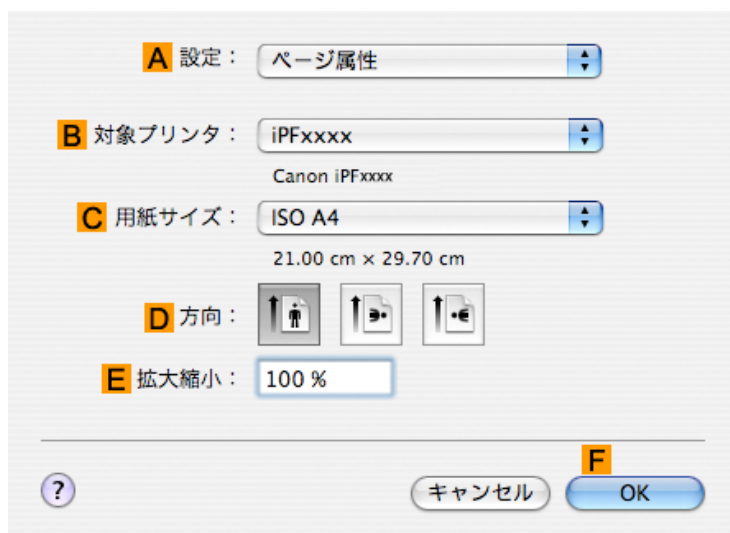 A 設定： ページ属性
B 対象プリンタ： iPFxxxx
Canon iPFxxxx
C 用紙サイズ： ISO A4
21.00 cm × 29.70 cm
D 方向：
E 拡大縮小： 100 %
F
? キャンセル OK